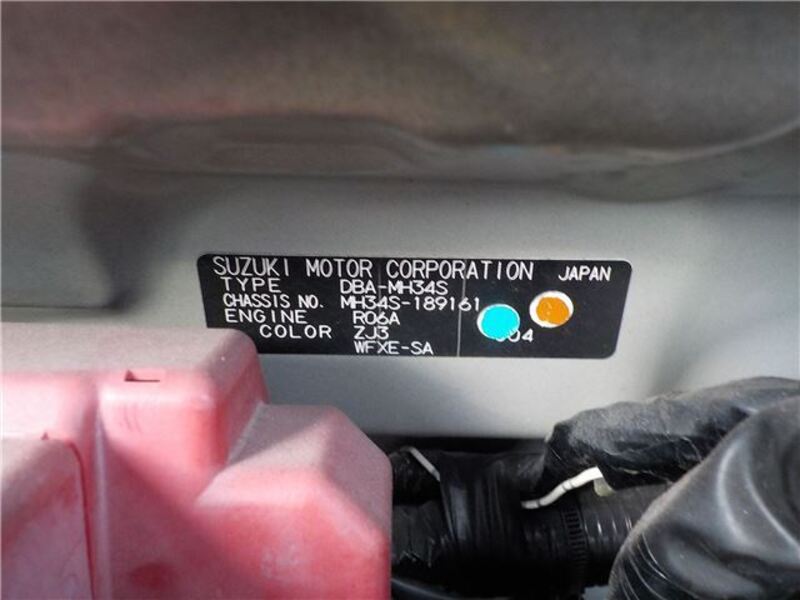 SUZUKI MOTOR CORPORATION JAPAN
TYPE DBA-MH34S
CHASSIS NO. MH34S-189161
ENGINE R06A
COLOR ZJ3
WFXE-SA